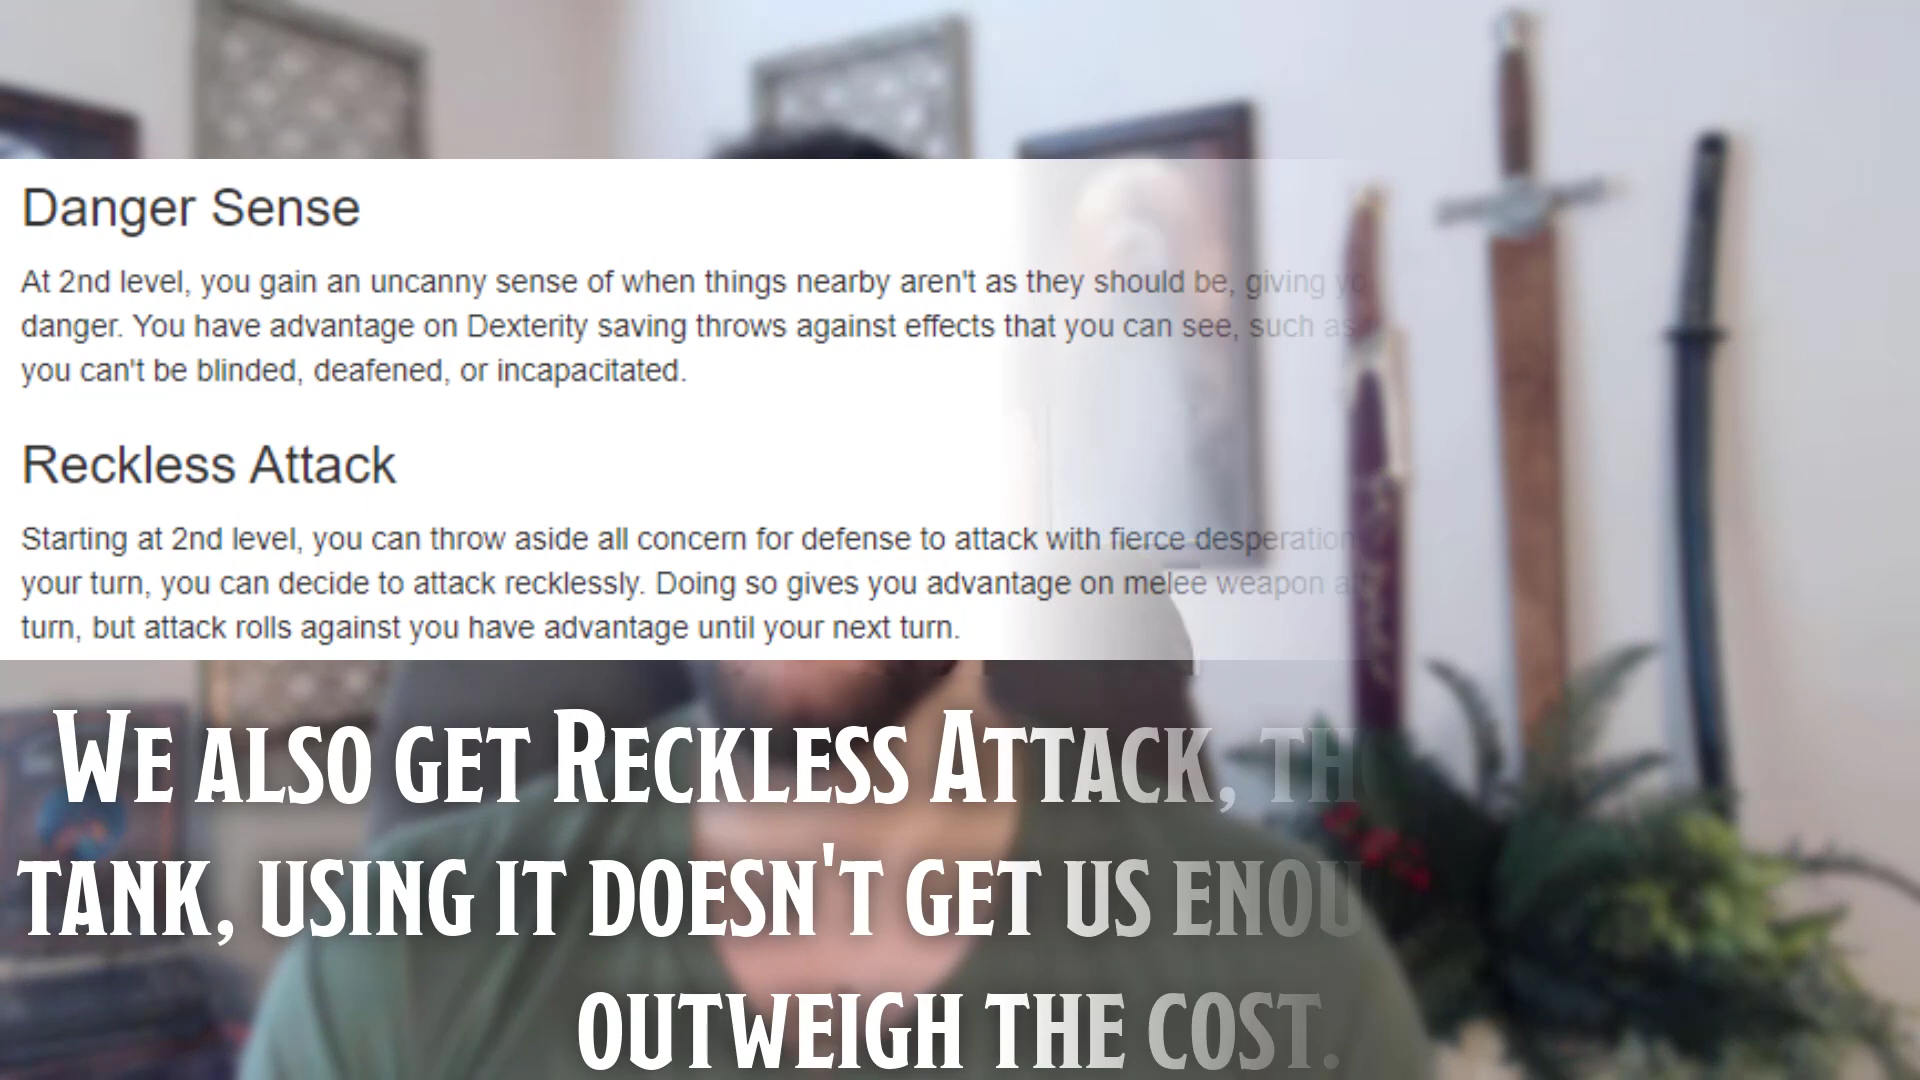 Danger Sense
At 2nd level, you gain an uncanny sense of when things nearby aren't as they should be, giving
danger. You have advantage on Dexterity saving throws against effects that you can see, such as
you can't be blinded, deafened, or incapacitated.
Reckless Attack
Starting at 2nd level, you can throw aside all concern for defense to attack with fierce desperation
your turn, you can decide to attack recklessly. Doing so gives you advantage on melee weapon
turn, but attack rolls against you have advantage until your next turn.
We also get Reckless Attack,
tank, using it doesn't get us
outweigh the cost.